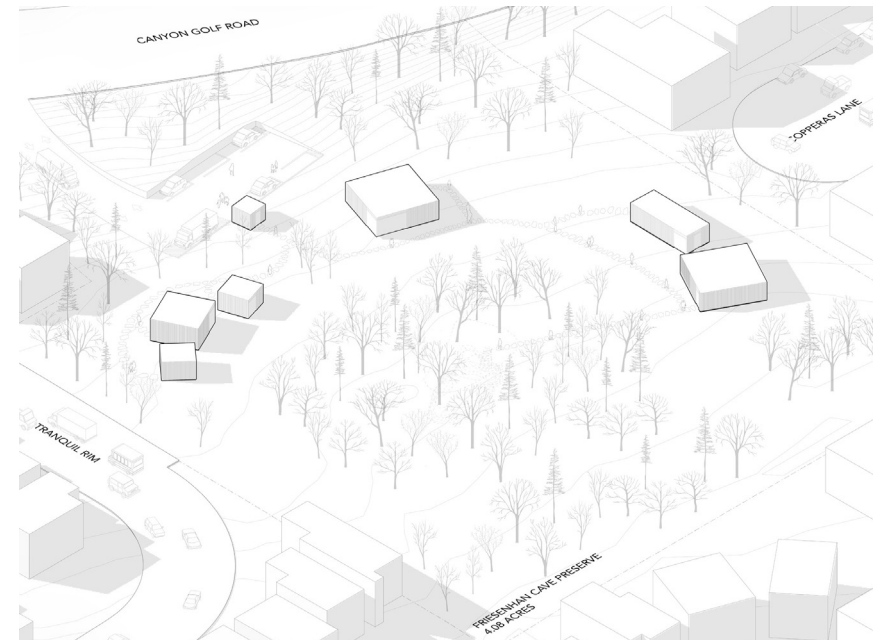 CANYON GOLF ROAD
COPPERAS LANE
TRANQUIL RIM
FRIESENHAN CAVE PRESERVE
4.08 ACRES